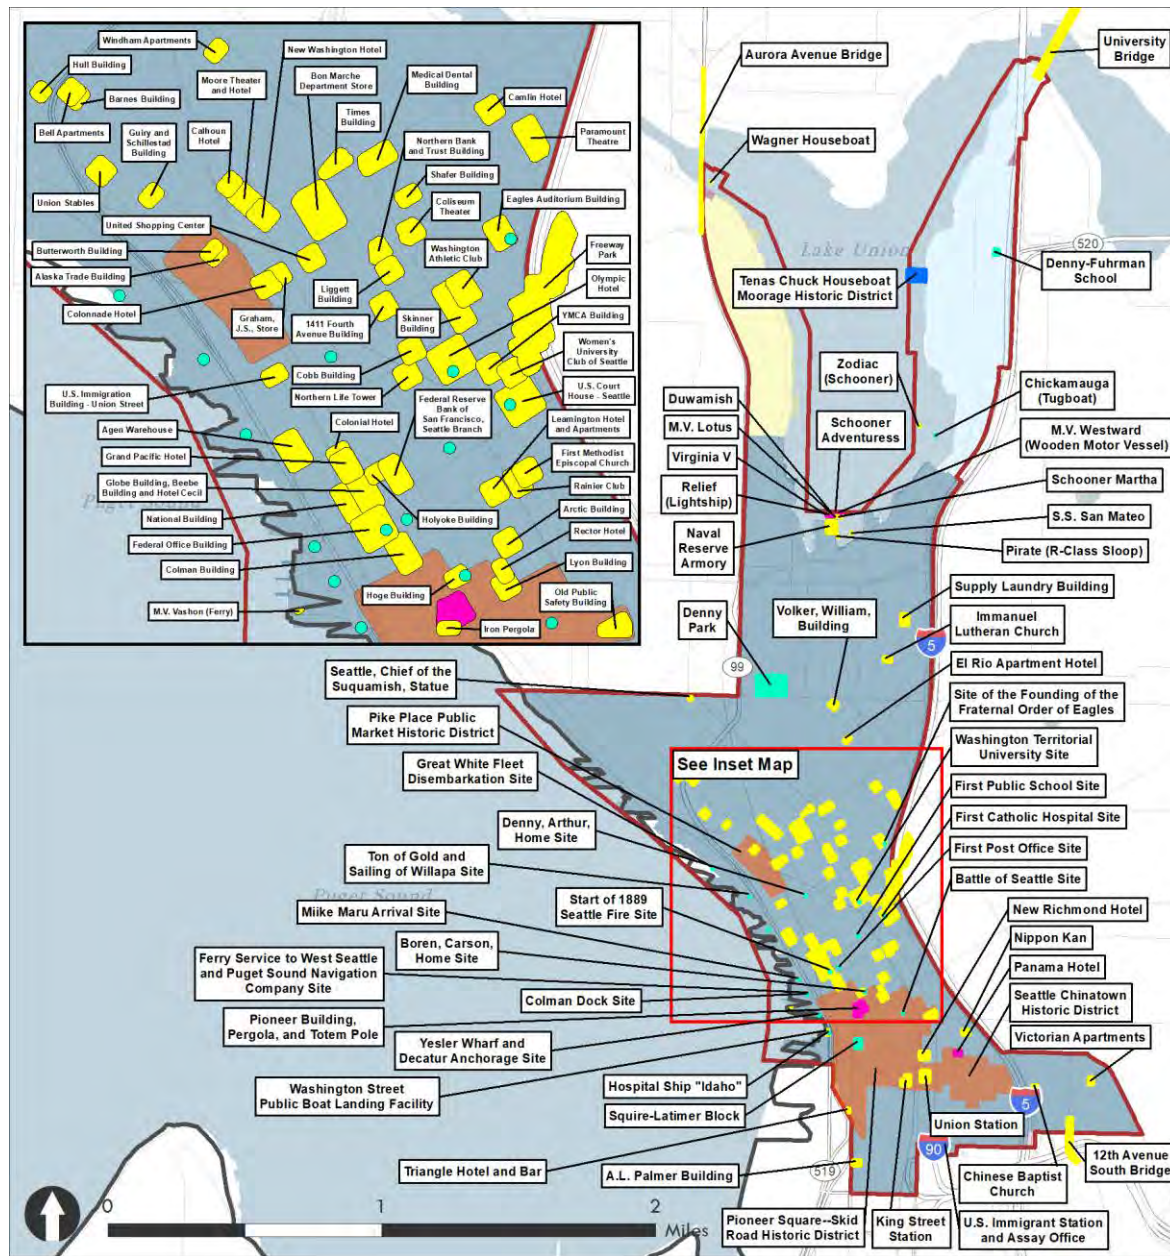 Windham Apartments
Hull Building
New Washington Hotel
Moore Theater
and Hotel
Bon Marche
Department Store
Medical Dental
Building
Camlin Hotel
Barnes Building
Times
Building
Bell Apartments
Guiry and
Schillestad
Building
Calhoun
Hotel
Northern Bank
and Trust Building
Paramount
Theatre
Shafer Building
Union Stables
Coliseum
Theater
Eagles Auditorium Building
United Shopping Center
Butterworth Building
Washington
Athletic Club
Freeway
Park
Alaska Trade Building
Liggett
Building
Olympic
Hotel
Colonnade Hotel
Graham,
J.S., Store
1411 Fourth
Avenue Building
Skinner
Building
YMCA Building
Women's
University
Club of Seattle
U.S. Immigration
Building - Union Street
Cobb Building
Northern Life Tower
Federal Reserve
Bank of
San Francisco,
Seattle Branch
U.S. Court
House - Seattle
Agen Warehouse
Colonial Hotel
Leamington Hotel
and Apartments
Grand Pacific Hotel
First Methodist
Episcopal Church
Globe Building, Beebe
Building and Hotel Cecil
Rainier Club
National Building
Holyoke Building
Arctic Building
Federal Office Building
Rector Hotel
Colman Building
Lyon Building
Hoge Building
Old Public
Safety Building
M.V. Vashon (Ferry)
Iron Pergola
Puget Sound
Aurora Avenue Bridge
University
Bridge
Wagner Houseboat
Lake Union
520
Tenas Chuck Houseboat
Moorage Historic District
Denny-Fuhrman
School
Zodiac
(Schooner)
Chickamauga
(Tugboat)
Duwamish
M.V. Lotus
Schooner
Adventuress
M.V. Westward
(Wooden Motor Vessel)
Virginia V
Schooner Martha
Relief
(Lightship)
S.S. San Mateo
Naval
Reserve
Armory
Pirate (R-Class Sloop)
Supply Laundry Building
Denny
Park
Volker, William,
Building
Immanuel
Lutheran Church
5
99
El Rio Apartment Hotel
Seattle, Chief of the
Suquamish, Statue
Site of the Founding of the
Fraternal Order of Eagles
Pike Place Public
Market Historic District
Washington Territorial
University Site
Great White Fleet
Disembarkation Site
See Inset Map
First Public School Site
Denny, Arthur,
Home Site
First Catholic Hospital Site
Ton of Gold and
Sailing of Willapa Site
First Post Office Site
Battle of Seattle Site
Puget Sound
Start of 1889
Seattle Fire Site
Miike Maru Arrival Site
New Richmond Hotel
Boren, Carson,
Home Site
Nippon Kan
Ferry Service to West Seattle
and Puget Sound Navigation
Company Site
Panama Hotel
Colman Dock Site
Seattle Chinatown
Historic District
Pioneer Building,
Pergola, and Totem Pole
Victorian Apartments
Yesler Wharf and
Decatur Anchorage Site
Washington Street
Public Boat Landing Facility
Hospital Ship "Idaho"
Squire-Latimer Block
5
Union Station
90
Triangle Hotel and Bar
A.L. Palmer Building
519
Chinese Baptist
Church
12th Avenue
South Bridge
Pioneer Square--Skid
Road Historic District
King Street
Station
U.S. Immigrant Station
and Assay Office
0 1 2
Miles